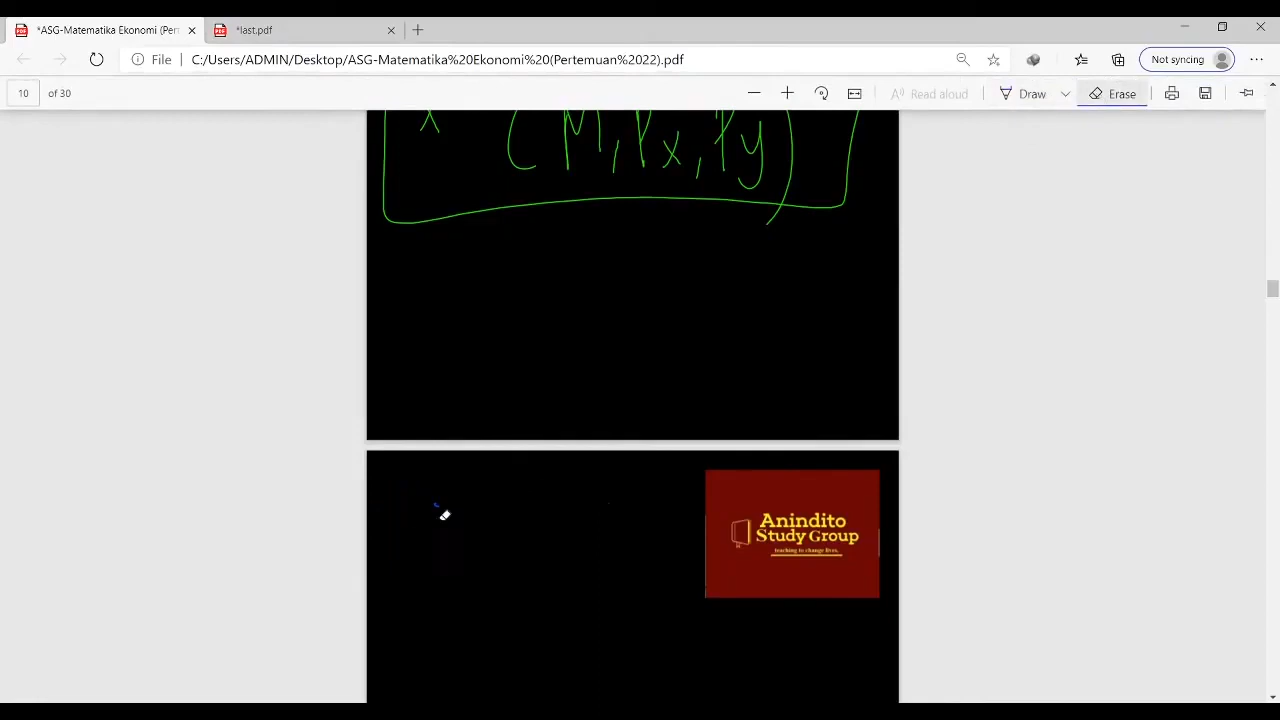 *ASG-Matematika Ekonomi (Pert
*last.pdf
File C:/Users/ADMIN/Desktop/ASG-Matematika%20Ekonomi%20(Pertemuan%2022).pdf
Not syncing
10 of 30
Read aloud
Draw
Erase
(M, Px, Py)
Anindito
Study Group
teaching to change lives.